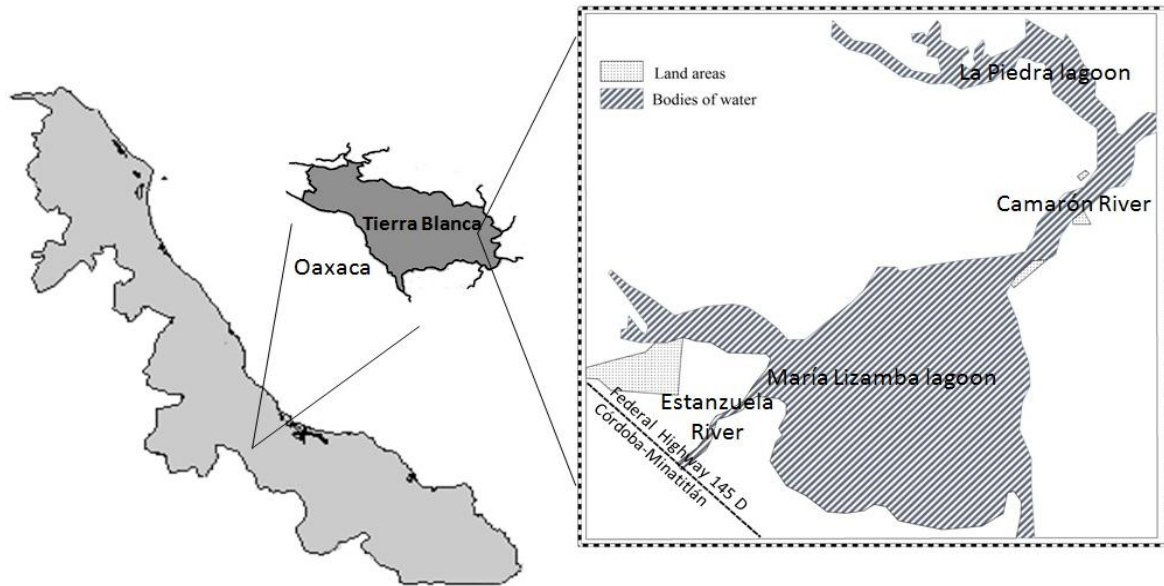 Land areas
Bodies of water
La Piedra lagoon
Camarón River
Tierra Blanca
Oaxaca
María Lizamba lagoon
Estanzuela
River
Federal Highway 145 D
Córdoba-Minatitlán